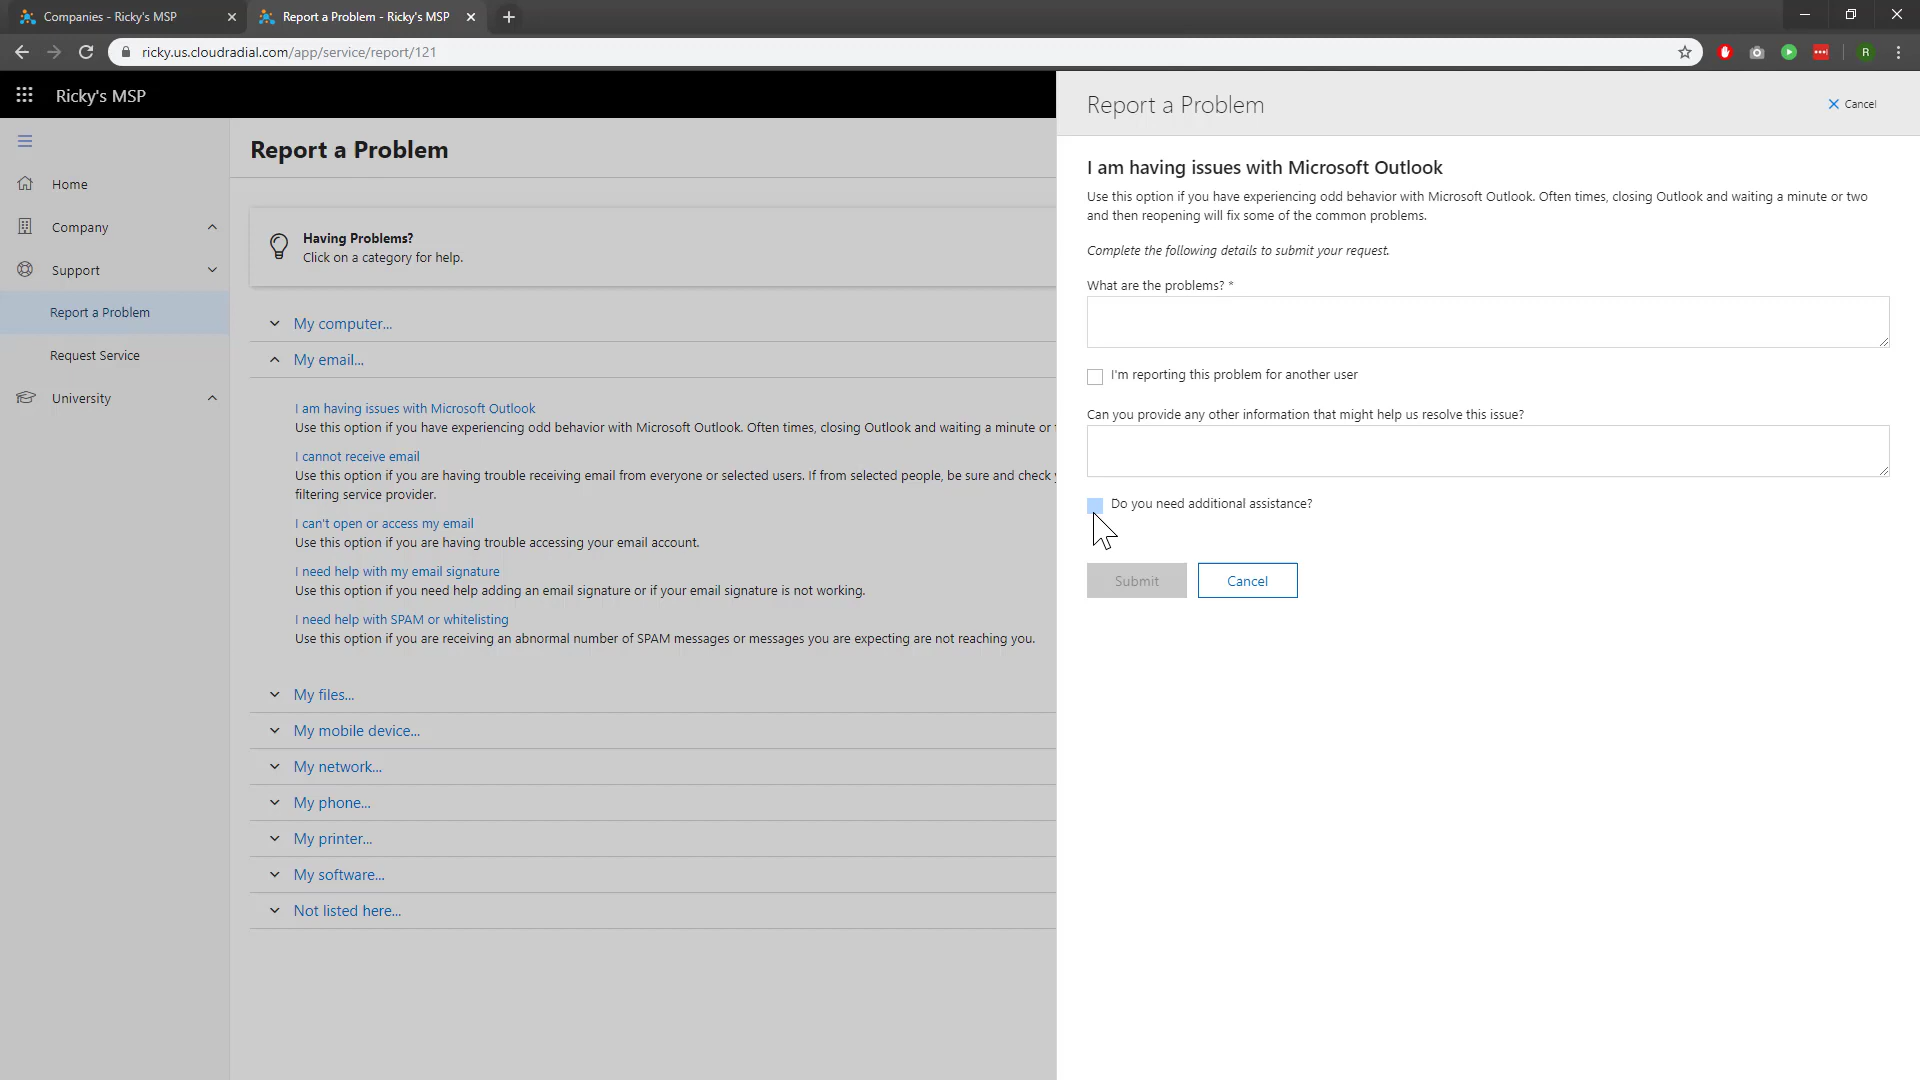 Companies - Ricky's MSP
Report a Problem - Ricky's MSP
ricky.us.cloudradial.com/app/service/report/121
R
Ricky's MSP
Home
Company
Support
Report a Problem
Request Service
University
Report a Problem
Having Problems?
Click on a category for help.
My computer...
My email...
I am having issues with Microsoft Outlook
Use this option if you have experiencing odd behavior with Microsoft Outlook. Often times, closing Outlook and waiting a minute or
I cannot receive email
Use this option if you are having trouble receiving email from everyone or selected users. If from selected people, be sure and check
filtering service provider.
I can't open or access my email
Use this option if you are having trouble accessing your email account.
I need help with my email signature
Use this option if you need help adding an email signature or if your email signature is not working.
I need help with SPAM or whitelisting
Use this option if you are receiving an abnormal number of SPAM messages or messages you are expecting are not reaching you.
My files...
My mobile device...
My network...
My phone...
My printer...
My software...
Not listed here...
Report a Problem
Cancel
I am having issues with Microsoft Outlook
Use this option if you have experiencing odd behavior with Microsoft Outlook. Often times, closing Outlook and waiting a minute or two
and then reopening will fix some of the common problems.
Complete the following details to submit your request.
What are the problems? *
I'm reporting this problem for another user
Can you provide any other information that might help us resolve this issue?
Do you need additional assistance?
Submit
Cancel